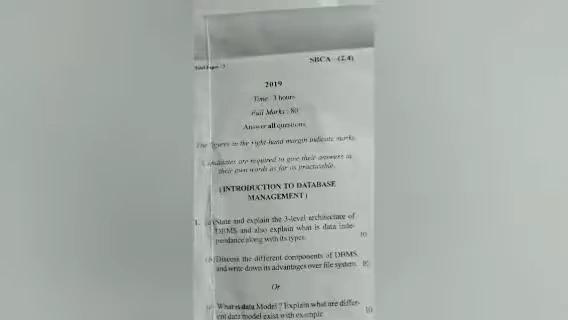 Total Pages : 3
SBCA—(2.4)
2019
Time : 3 hours
Full Marks : 80
Answer all questions
The figures in the right-hand margin indicate marks.
Candidates are required to give their answers in
their own words as far as practicable.
( INTRODUCTION TO DATABASE
MANAGEMENT )
1. (a) State and explain the 3-level architecture of
DBMS and also explain what is data inde-
pendance along with its types. 10
(b) Discuss the different components of DBMS
and write down its advantages over file system. 10
Or
What is data Model ? Explain what are differ-
ent data model exist with example 10